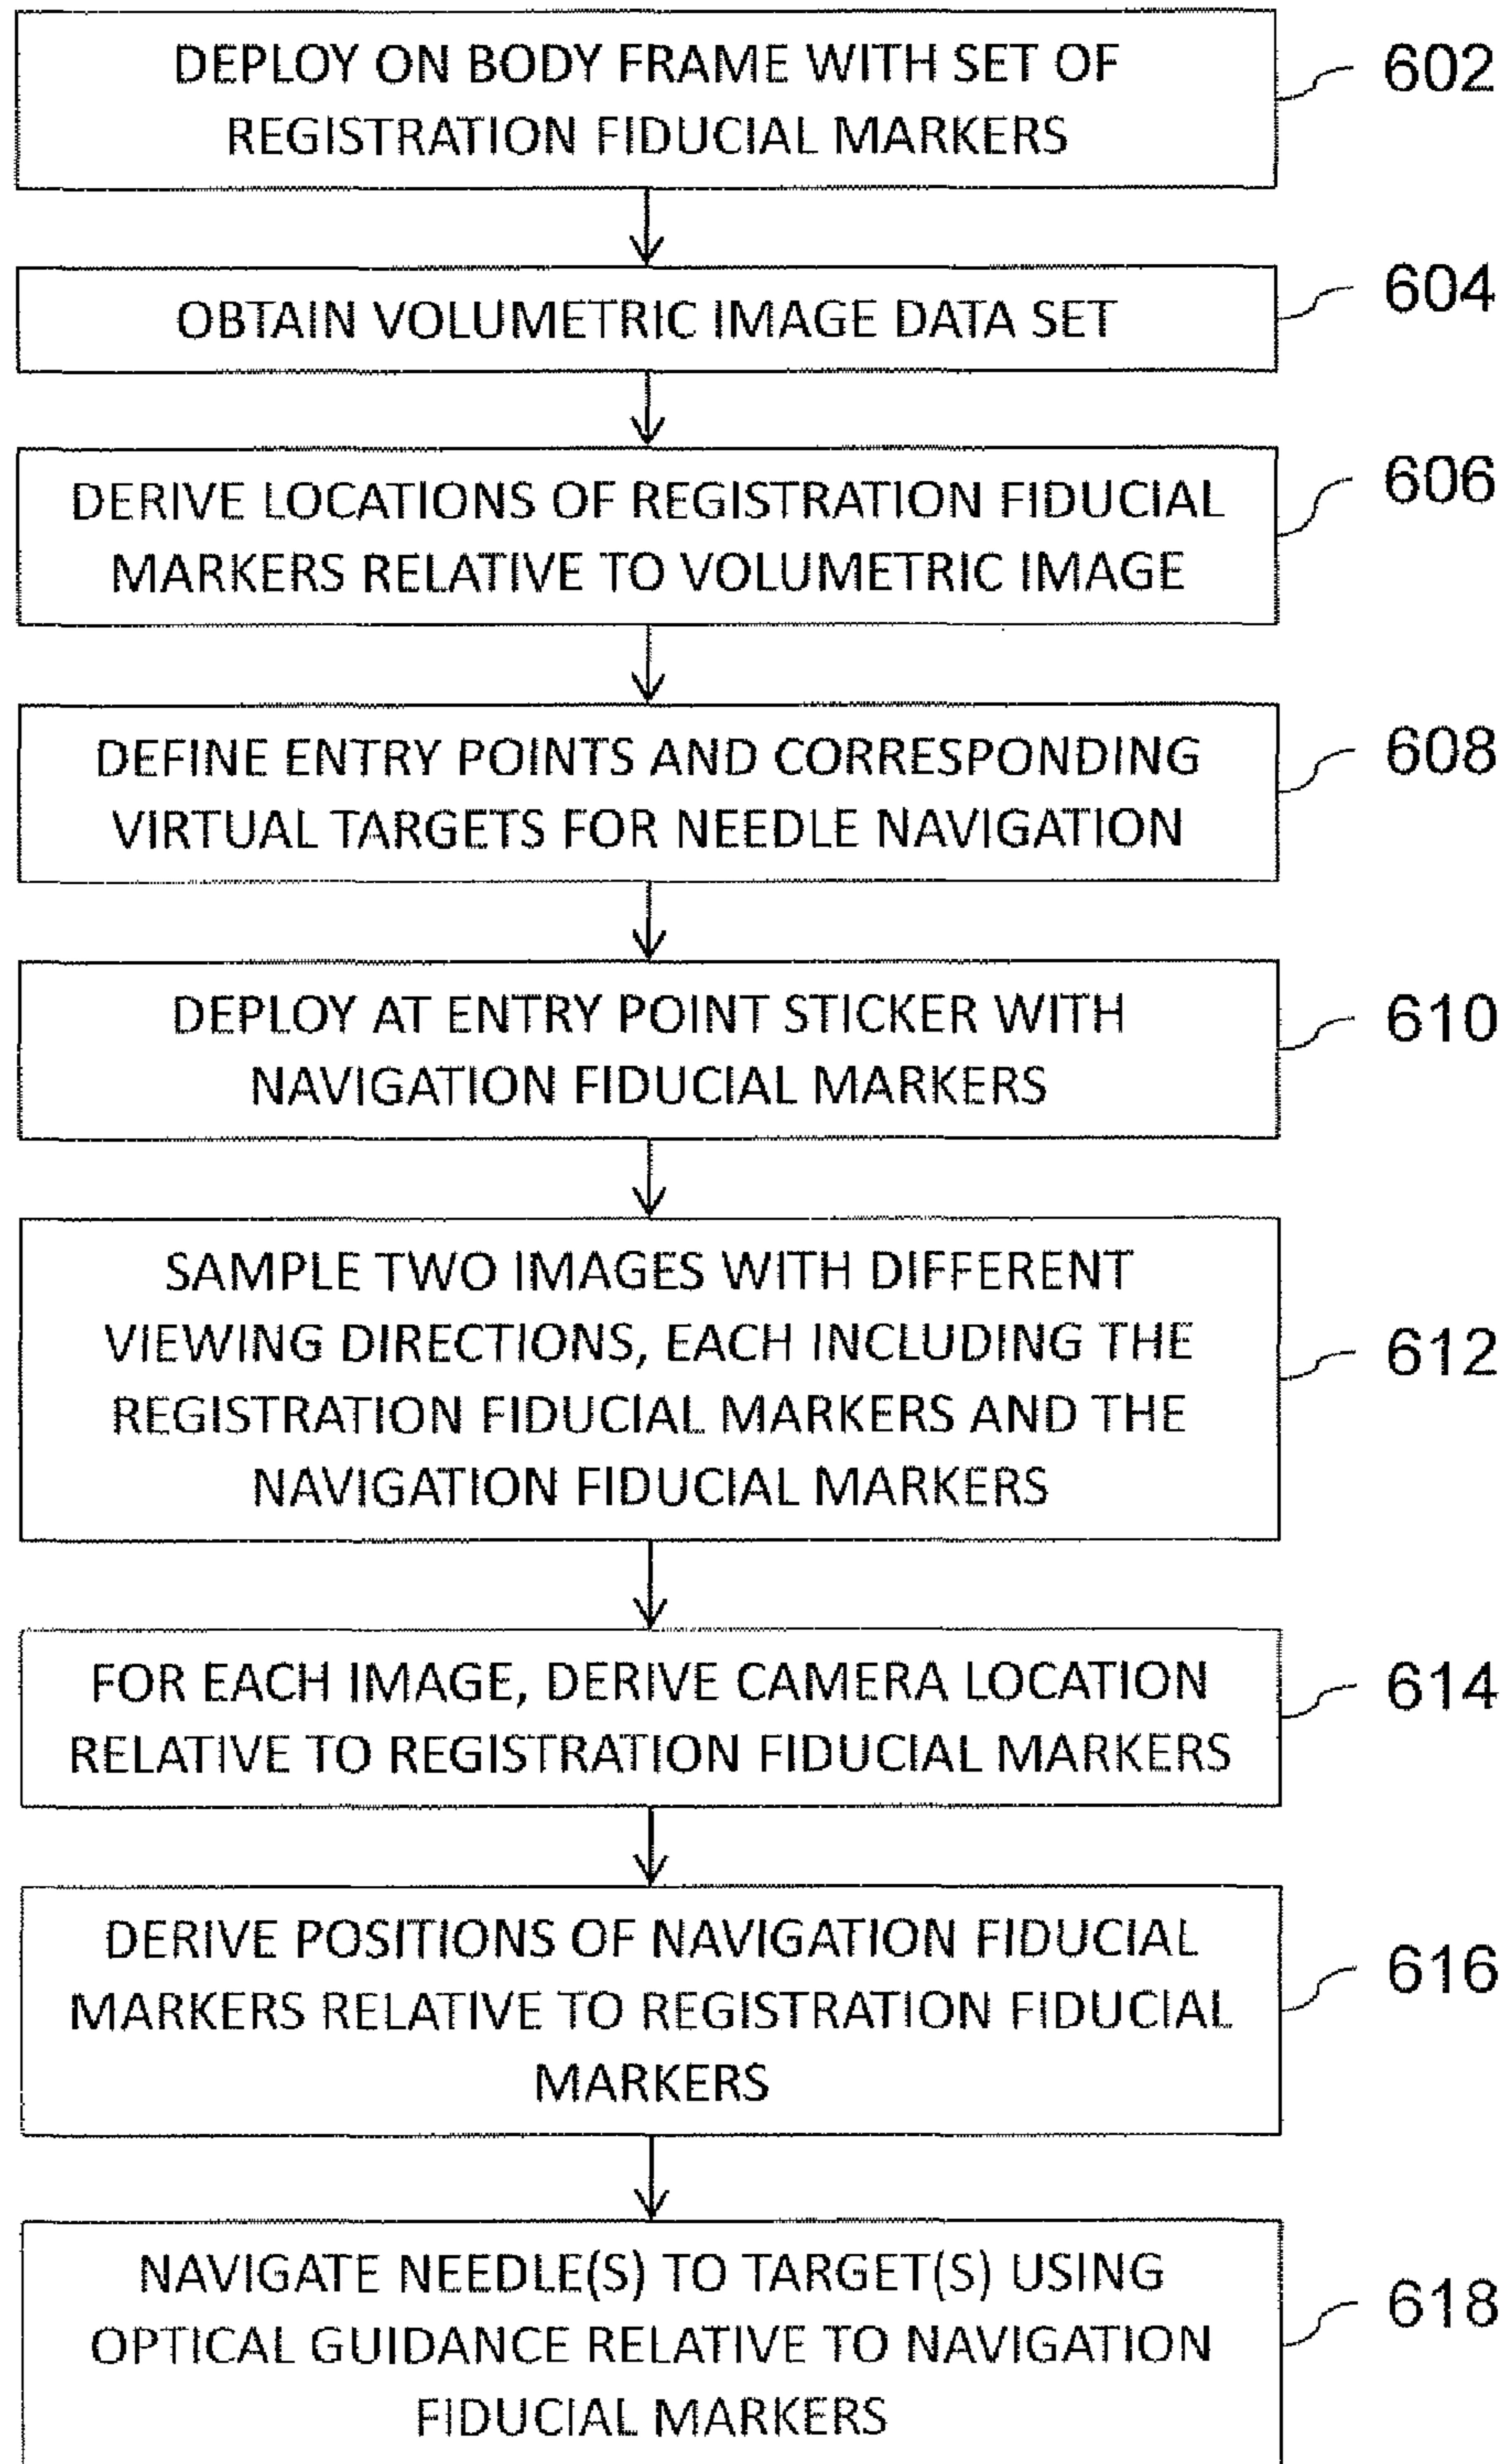 DEPLOY ON BODY FRAME WITH SET OF
REGISTRATION FIDUCIAL MARKERS
602
OBTAIN VOLUMETRIC IMAGE DATA SET
604
DERIVE LOCATIONS OF REGISTRATION FIDUCIAL
MARKERS RELATIVE TO VOLUMETRIC IMAGE
606
DEFINE ENTRY POINTS AND CORRESPONDING
VIRTUAL TARGETS FOR NEEDLE NAVIGATION
608
DEPLOY AT ENTRY POINT STICKER WITH
NAVIGATION FIDUCIAL MARKERS
610
SAMPLE TWO IMAGES WITH DIFFERENT
VIEWING DIRECTIONS, EACH INCLUDING THE
REGISTRATION FIDUCIAL MARKERS AND THE
NAVIGATION FIDUCIAL MARKERS
612
FOR EACH IMAGE, DERIVE CAMERA LOCATION
RELATIVE TO REGISTRATION FIDUCIAL MARKERS
614
DERIVE POSITIONS OF NAVIGATION FIDUCIAL
MARKERS RELATIVE TO REGISTRATION FIDUCIAL
MARKERS
616
NAVIGATE NEEDLE(S) TO TARGET(S) USING
OPTICAL GUIDANCE RELATIVE TO NAVIGATION
FIDUCIAL MARKERS
618